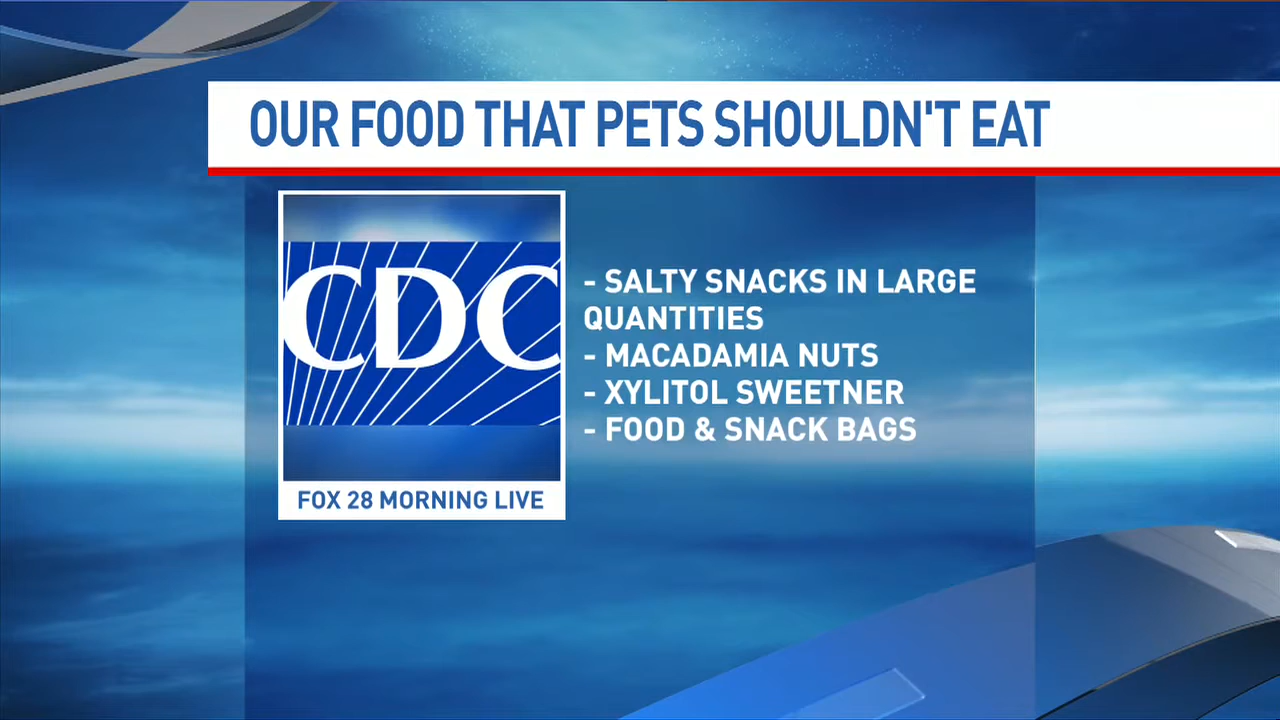 OUR FOOD THAT PETS SHOULDN'T EAT
CDC
- SALTY SNACKS IN LARGE
QUANTITIES
- MACADAMIA NUTS
- XYLITOL SWEETNER
- FOOD & SNACK BAGS
FOX 28 MORNING LIVE